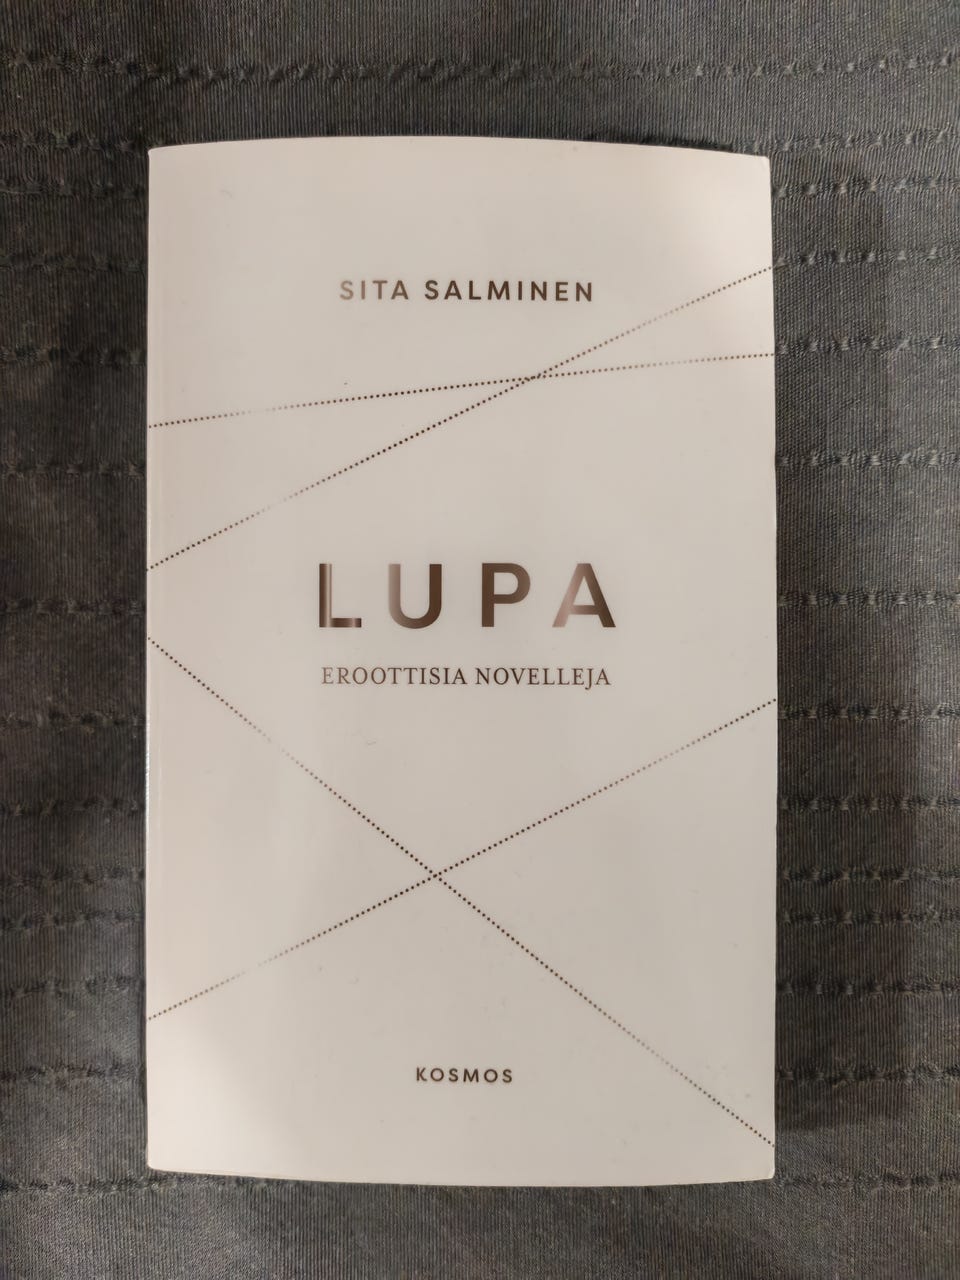 SITA SALMINEN
LUPA
EROOTTISIA NOVELLEJA
KOSMOS